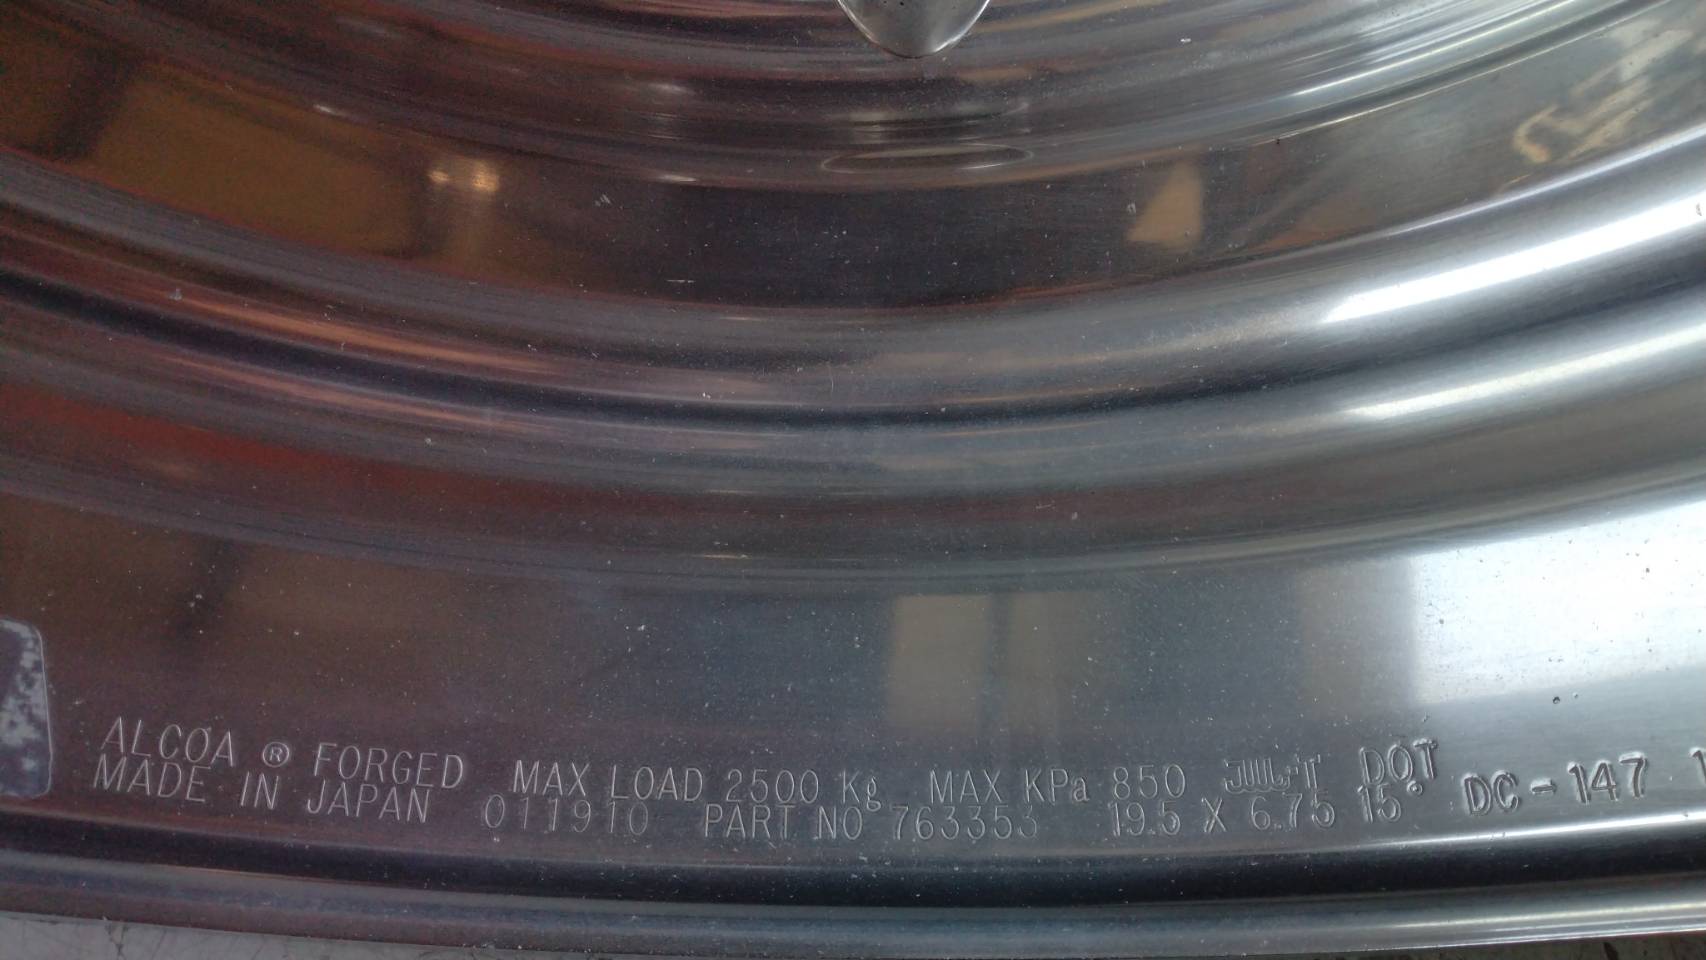 ALCOA ® FORGED MAX LOAD 2500 Kg MAX KPa 850 JWL-T DOT
MADE IN JAPAN 011910 PART NO 763353 19.5 X 6.75 15° DC-147